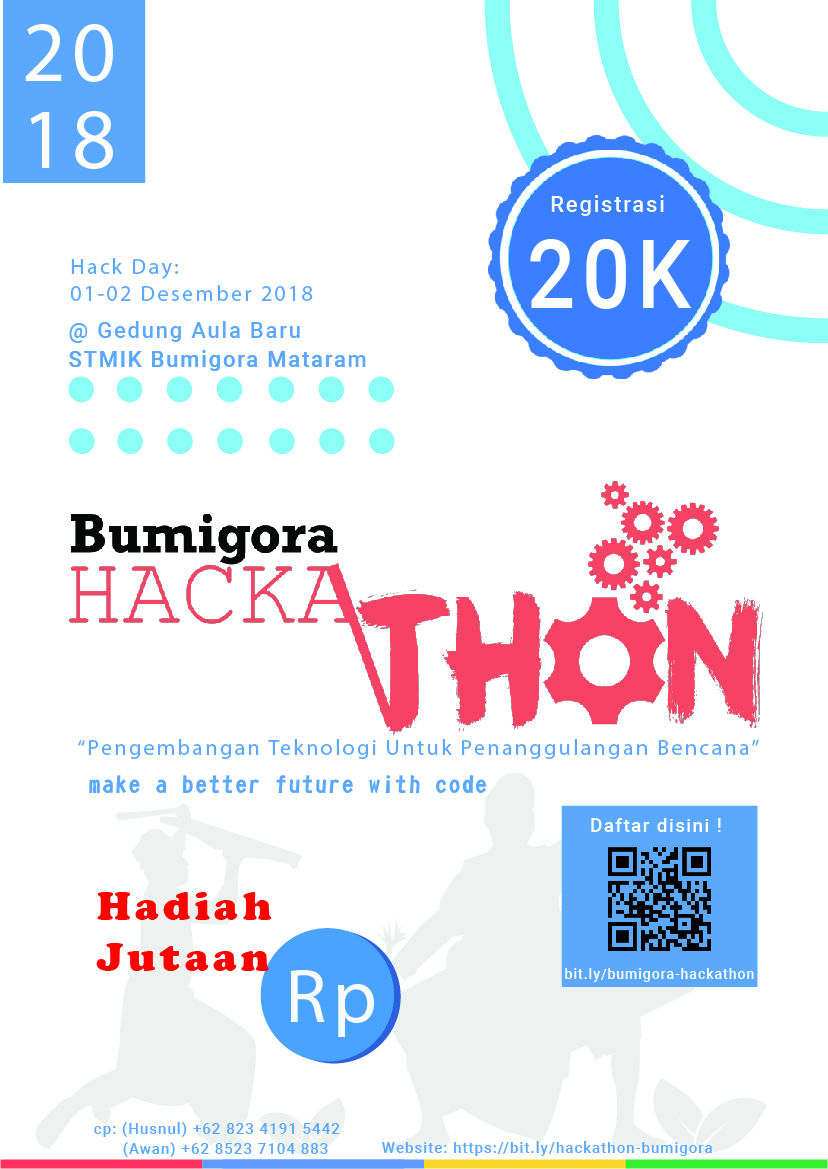 20
18
Registrasi
20K
Hack Day:
01-02 Desember 2018
@ Gedung Aula Baru
STMIK Bumigora Mataram
Bumigora
HACKATHON
“Pengembangan Teknologi Untuk Penanggulangan Bencana”
make a better future with code
Daftar disini !
bit.ly/bumigora-hackathon
Hadiah
Jutaan
Rp
cp: (Husnul) +62 823 4191 5442
(Awan) +62 8523 7104 883
Website: https://bit.ly/hackathon-bumigora